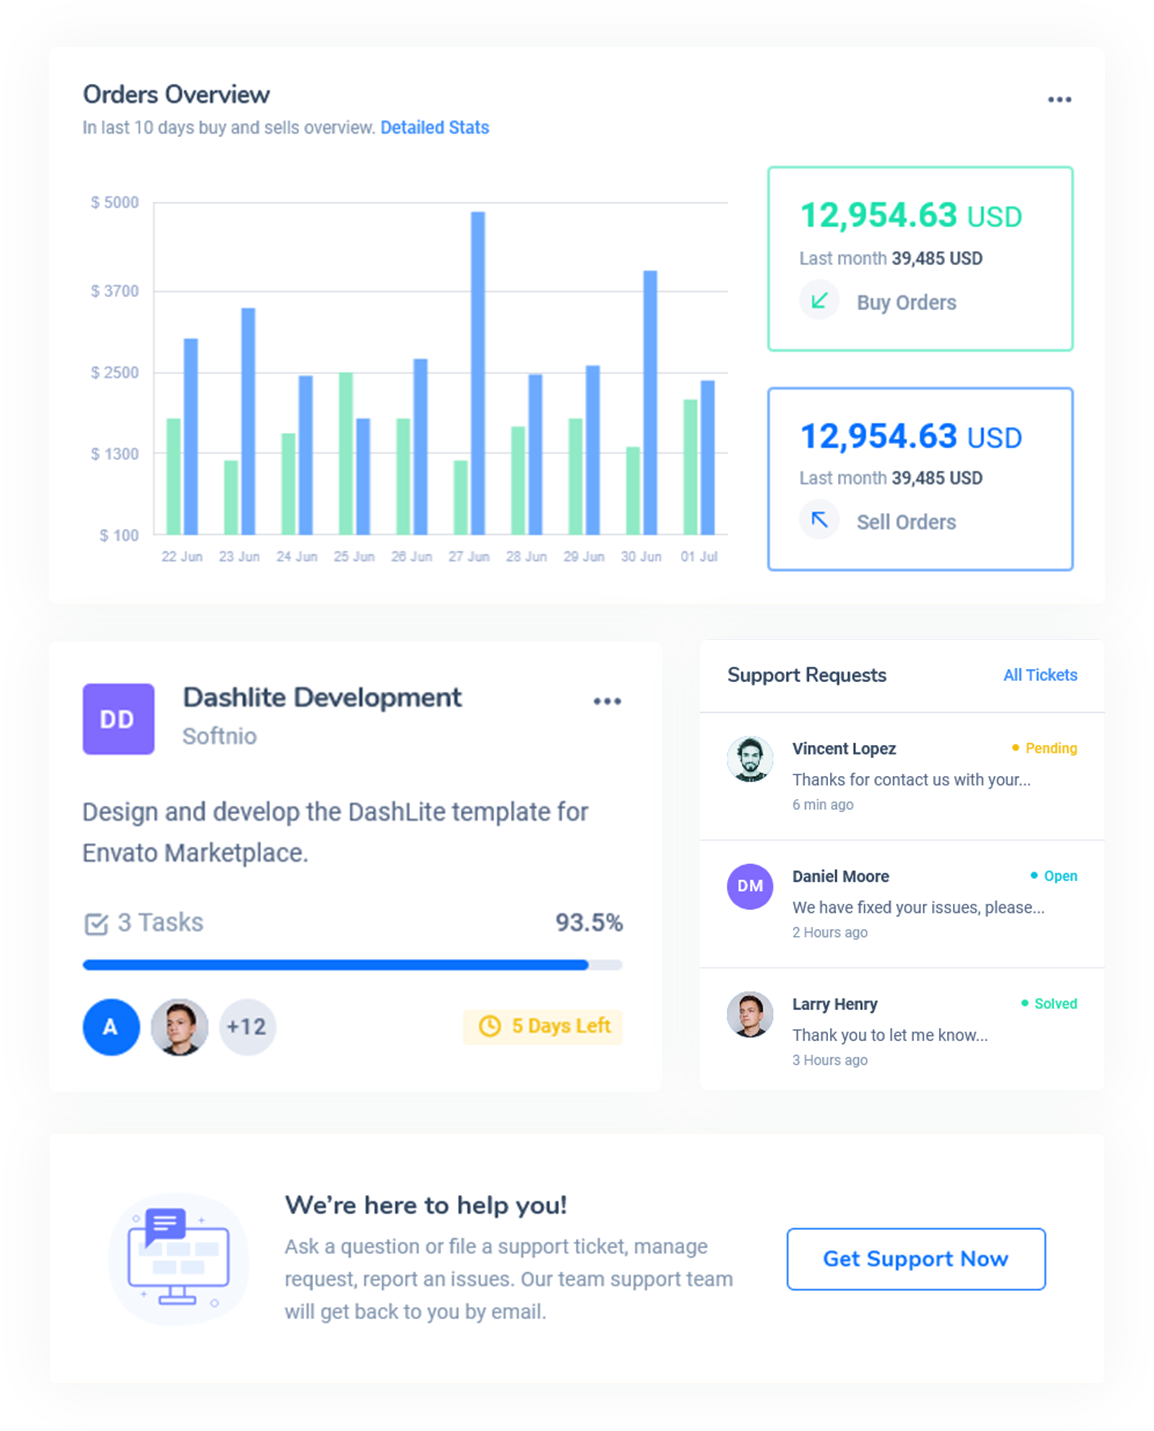 Orders Overview
In last 10 days buy and sells overview. Detailed Stats
$ 5000
$ 3700
$ 2500
$ 1300
$ 100
22 Jun 23 Jun 24 Jun 25 Jun 26 Jun 27 Jun 28 Jun 29 Jun 30 Jun 01 Jul
12,954.63 USD
Last month 39,485 USD
Buy Orders
12,954.63 USD
Last month 39,485 USD
Sell Orders
DD
Dashlite Development
Softnio
Design and develop the DashLite template for
Envato Marketplace.
3 Tasks 93.5%
A +12 5 Days Left
Support Requests All Tickets
Vincent Lopez Pending
Thanks for contact us with your...
6 min ago
DM
Daniel Moore Open
We have fixed your issues, please...
2 Hours ago
Larry Henry Solved
Thank you to let me know...
3 Hours ago
We're here to help you!
Ask a question or file a support ticket, manage
request, report an issues. Our team support team
will get back to you by email.
Get Support Now